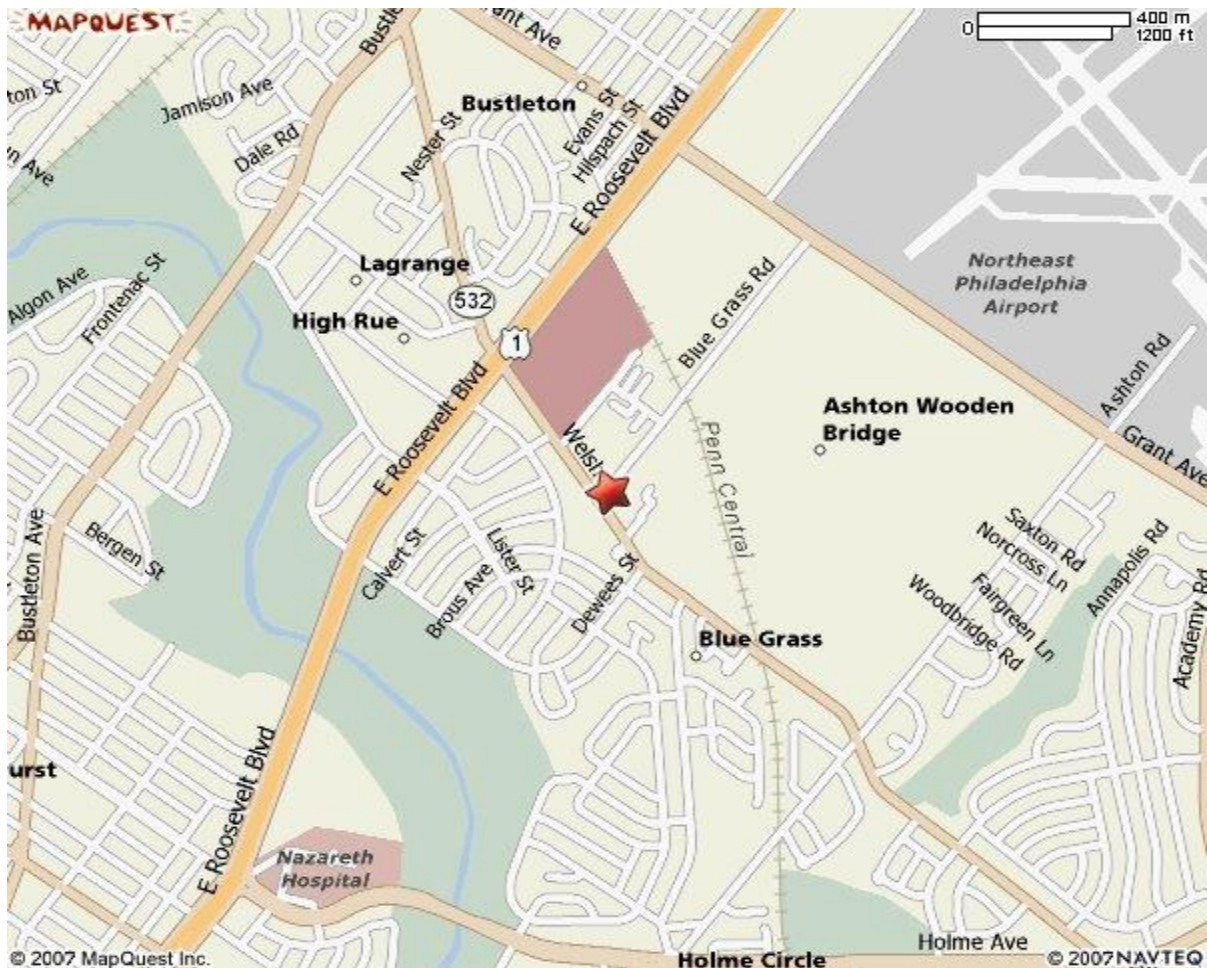 MAPQUEST
400 m
0
1200 ft
Grant Ave
Bustle
Jamison Ave
ton St
Bustleton
Evans St
Hilspach St
E Roosevelt Blvd
Dale Rd
Nester St
n Ave
Lagrange
532
High Rue
1
Algon Ave
Frontenac St
Northeast
Philadelphia
Airport
Blue Grass Rd
Ashton Rd
Ashton Wooden
Bridge
Grant Ave
E Roosevelt Blvd
Welsh
Penn Central
Bergen St
Bustleton Ave
Calvert St
Lister St
Brous Ave
Dewees St
Saxton Rd
Norcross Ln
Fairgreen Ln
Woodbridge Rd
Annapolis Rd
Academy Rd
Blue Grass
urst
E Roosevelt Blvd
Nazareth
Hospital
Holme Ave
Holme Circle
© 2007 MapQuest Inc.
© 2007 NAVTEQ